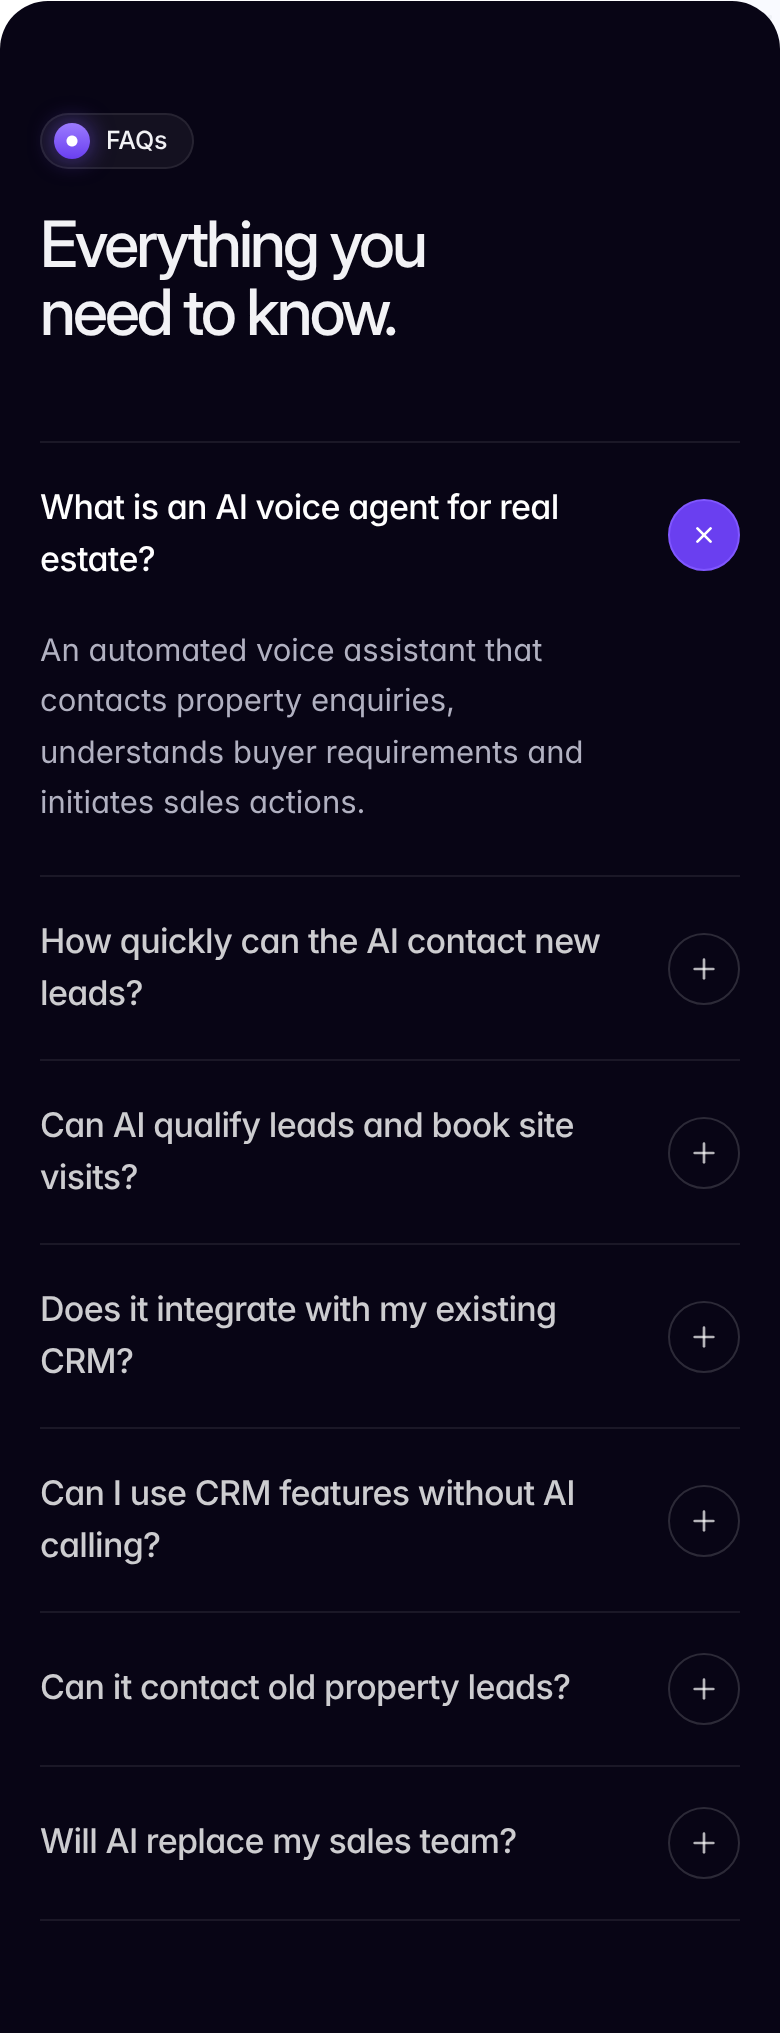 FAQs
Everything you
need to know.
What is an AI voice agent for real
estate?
An automated voice assistant that
contacts property enquiries,
understands buyer requirements and
initiates sales actions.
How quickly can the AI contact new
leads?
Can AI qualify leads and book site
visits?
Does it integrate with my existing
CRM?
Can I use CRM features without AI
calling?
Can it contact old property leads?
Will AI replace my sales team?